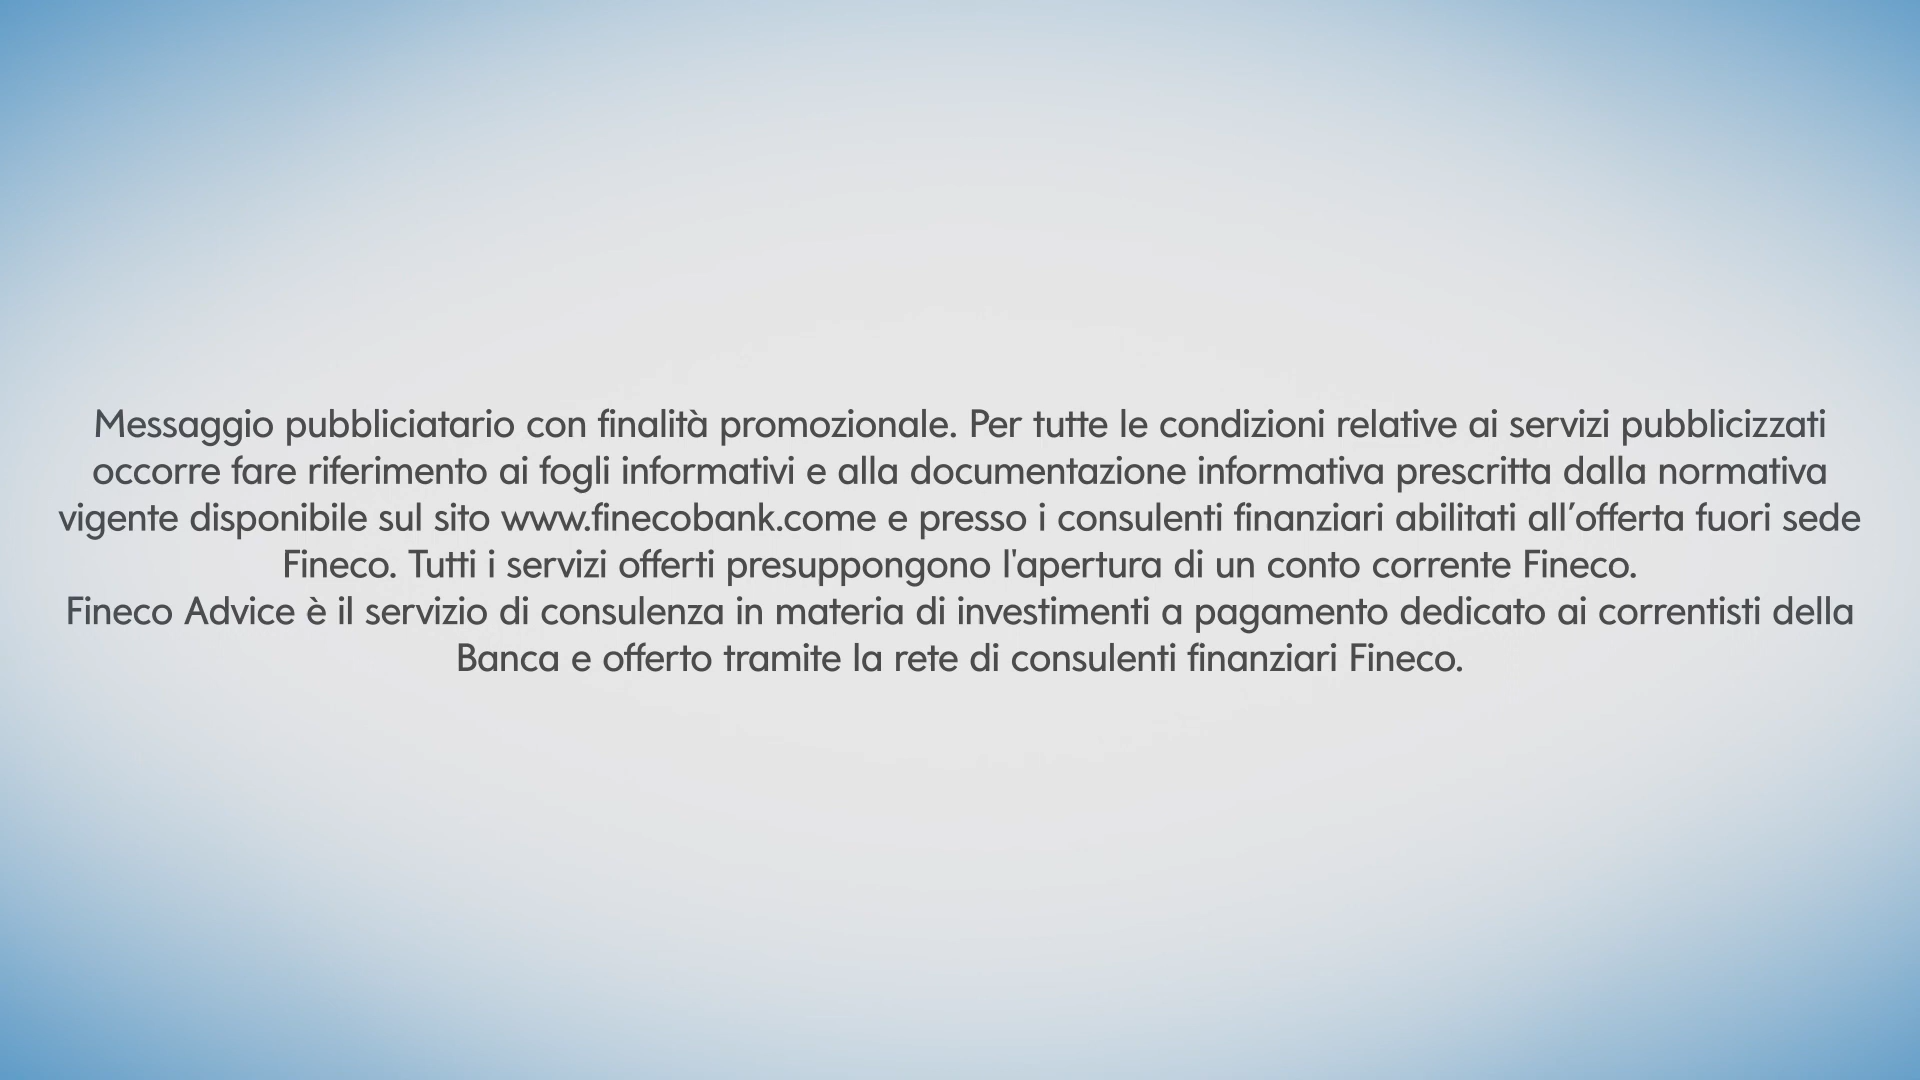 Messaggio pubbliciatario con finalità promozionale. Per tutte le condizioni relative ai servizi pubblicizzati
occorre fare riferimento ai fogli informativi e alla documentazione informativa prescritta dalla normativa
vigente disponibile sul sito www.finecobank.come e presso i consulenti finanziari abilitati all’offerta fuori sede
Fineco. Tutti i servizi offerti presuppongono l'apertura di un conto corrente Fineco.
Fineco Advice è il servizio di consulenza in materia di investimenti a pagamento dedicato ai correntisti della
Banca e offerto tramite la rete di consulenti finanziari Fineco.